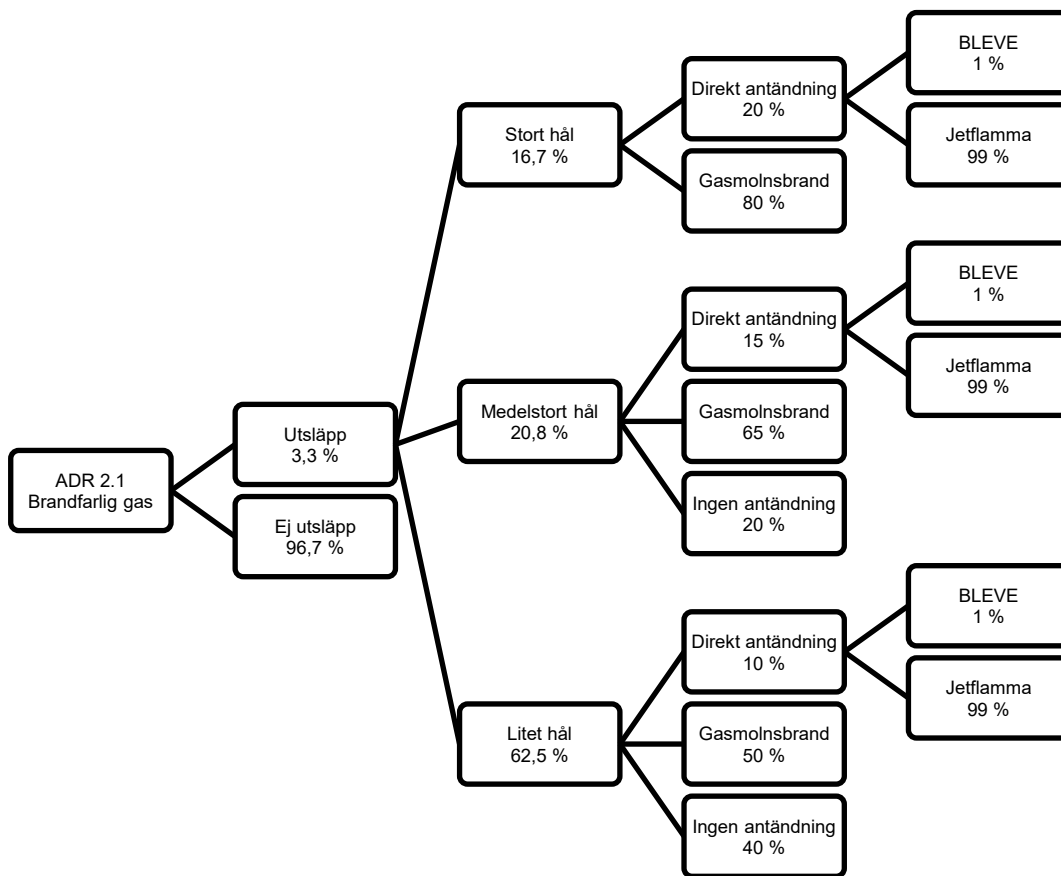 ADR 2.1
Brandfarlig gas
Utsläpp
3,3 %
Ej utsläpp
96,7 %
Stort hål
16,7 %
Direkt antändning
20 %
BLEVE
1 %
Jetflamma
99 %
Gasmolnsbrand
80 %
Medelstort hål
20,8 %
Direkt antändning
15 %
BLEVE
1 %
Jetflamma
99 %
Gasmolnsbrand
65 %
Ingen antändning
20 %
Litet hål
62,5 %
Direkt antändning
10 %
BLEVE
1 %
Jetflamma
99 %
Gasmolnsbrand
50 %
Ingen antändning
40 %